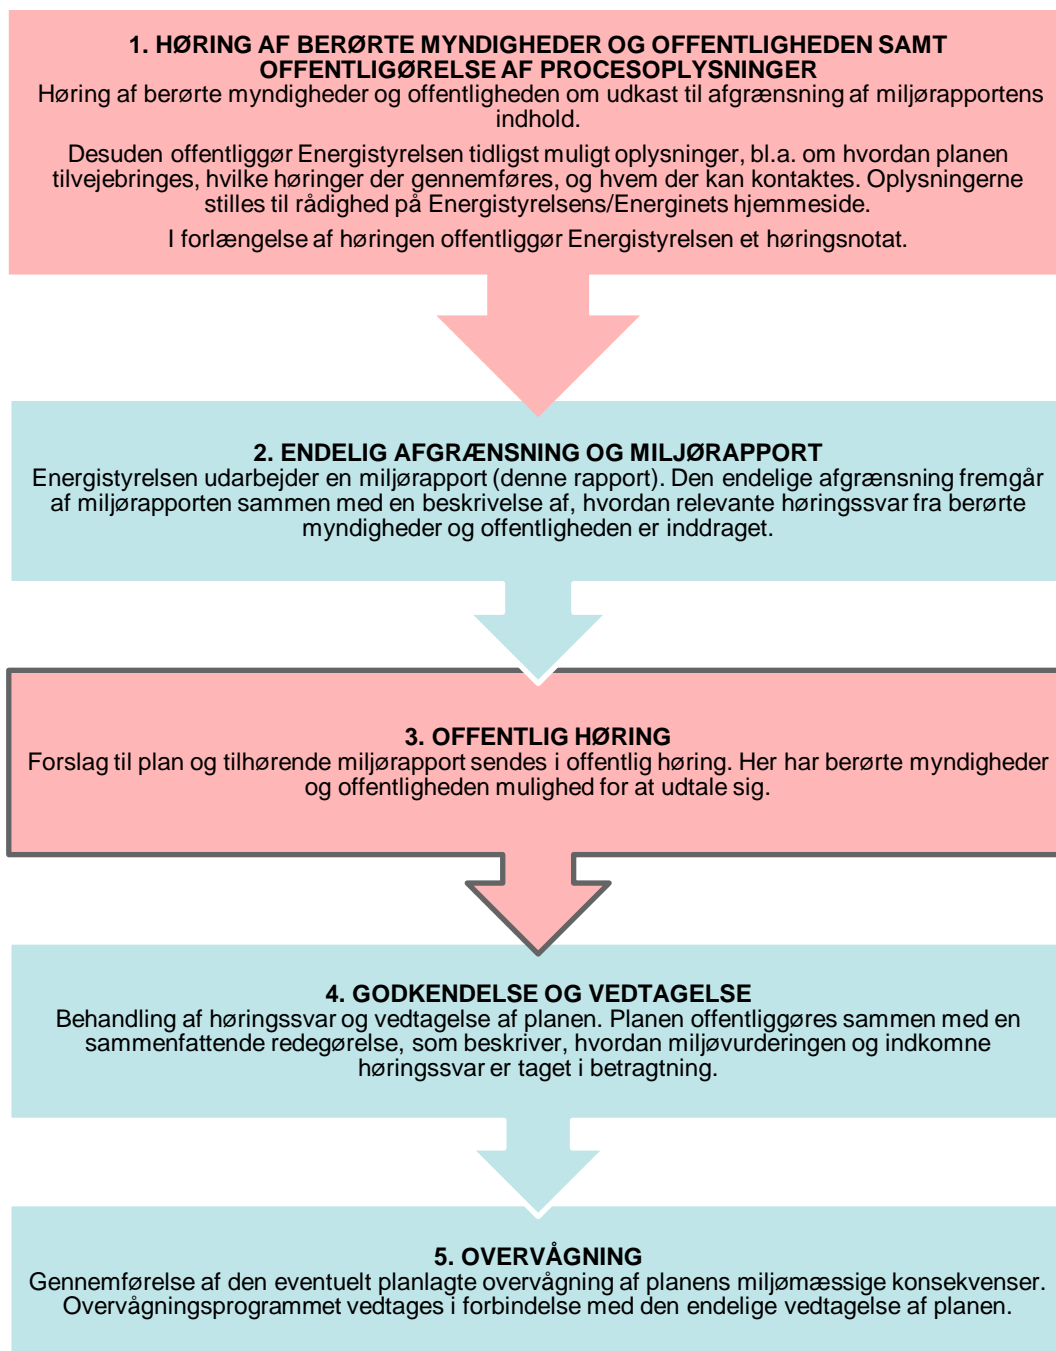 1. HØRING AF BERØRTE MYNDIGHEDER OG OFFENTLIGHEDEN SAMT
OFFENTLIGØRELSE AF PROCESOPLYSNINGER
Høring af berørte myndigheder og offentligheden om udkast til afgrænsning af miljørapportens
indhold.
Desuden offentliggør Energistyrelsen tidligst muligt oplysninger, bl.a. om hvordan planen
tilvejebringes, hvilke høringer der gennemføres, og hvem der kan kontaktes. Oplysningerne
stilles til rådighed på Energistyrelsens/Energinets hjemmeside.
I forlængelse af høringen offentliggør Energistyrelsen et høringsnotat.
2. ENDELIG AFGRÆNSNING OG MILJØRAPPORT
Energistyrelsen udarbejder en miljørapport (denne rapport). Den endelige afgrænsning fremgår
af miljørapporten sammen med en beskrivelse af, hvordan relevante høringssvar fra berørte
myndigheder og offentligheden er inddraget.
3. OFFENTLIG HØRING
Forslag til plan og tilhørende miljørapport sendes i offentlig høring. Her har berørte myndigheder
og offentligheden mulighed for at udtale sig.
4. GODKENDELSE OG VEDTAGELSE
Behandling af høringssvar og vedtagelse af planen. Planen offentliggøres sammen med en
sammenfattende redegørelse, som beskriver, hvordan miljøvurderingen og indkomne
høringssvar er taget i betragtning.
5. OVERVÅGNING
Gennemførelse af den eventuelt planlagte overvågning af planens miljømæssige konsekvenser.
Overvågningsprogrammet vedtages i forbindelse med den endelige vedtagelse af planen.